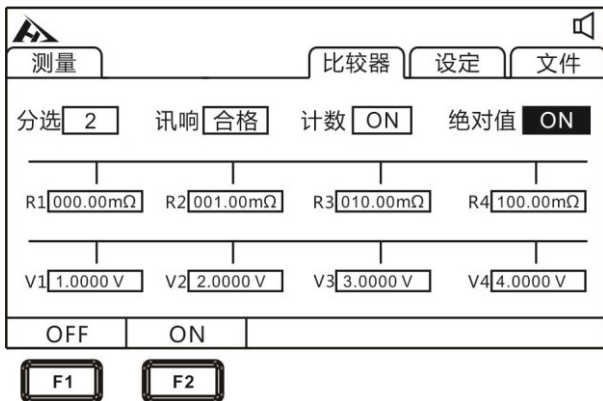 测量 比较器 设定 文件
分选 2 讯响 合格 计数 ON 绝对值 ON
R1 000.00mΩ R2 001.00mΩ R3 010.00mΩ R4 100.00mΩ
V1 1.0000 V V2 2.0000 V V3 3.0000 V V4 4.0000 V
OFF ON
F1 F2